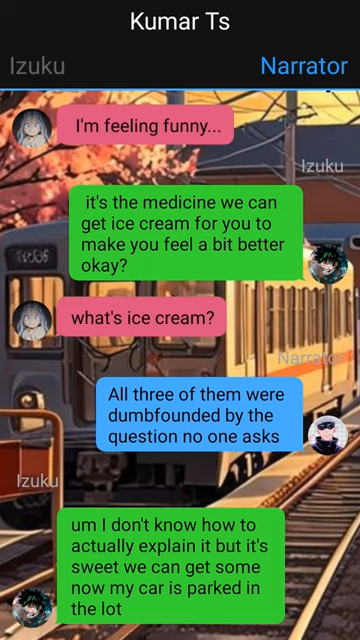 Kumar Ts
Izuku
Narrator
I'm feeling funny...
Izuku
it's the medicine we can
get ice cream for you to
make you feel a bit better
okay?
what's ice cream?
Narrator
All three of them were
dumbfounded by the
question no one asks
Izuku
um I don't know how to
actually explain it but it's
sweet we can get some
now my car is parked in
the lot